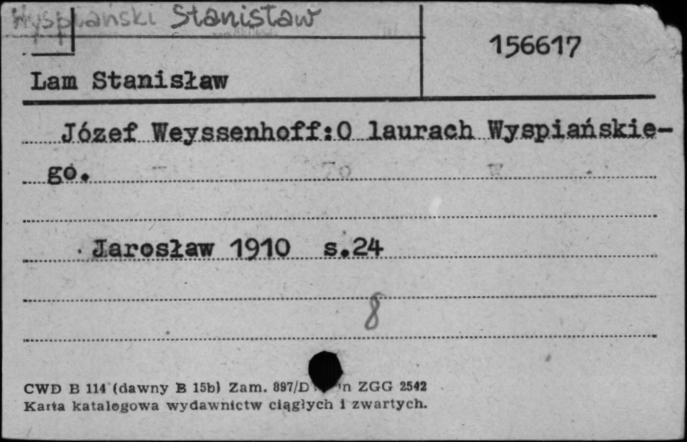 Wyspiański Stanisław
156617
Lam Stanisław
Józef Weyssenhoff:O laurach Wyspiańskie-
go.
Jarosław 1910 s.24
8
CWD B 114 (dawny B 15b) Zam. 897/D ZGG 2542
Karta katalogowa wydawnictw ciągłych i zwartych.